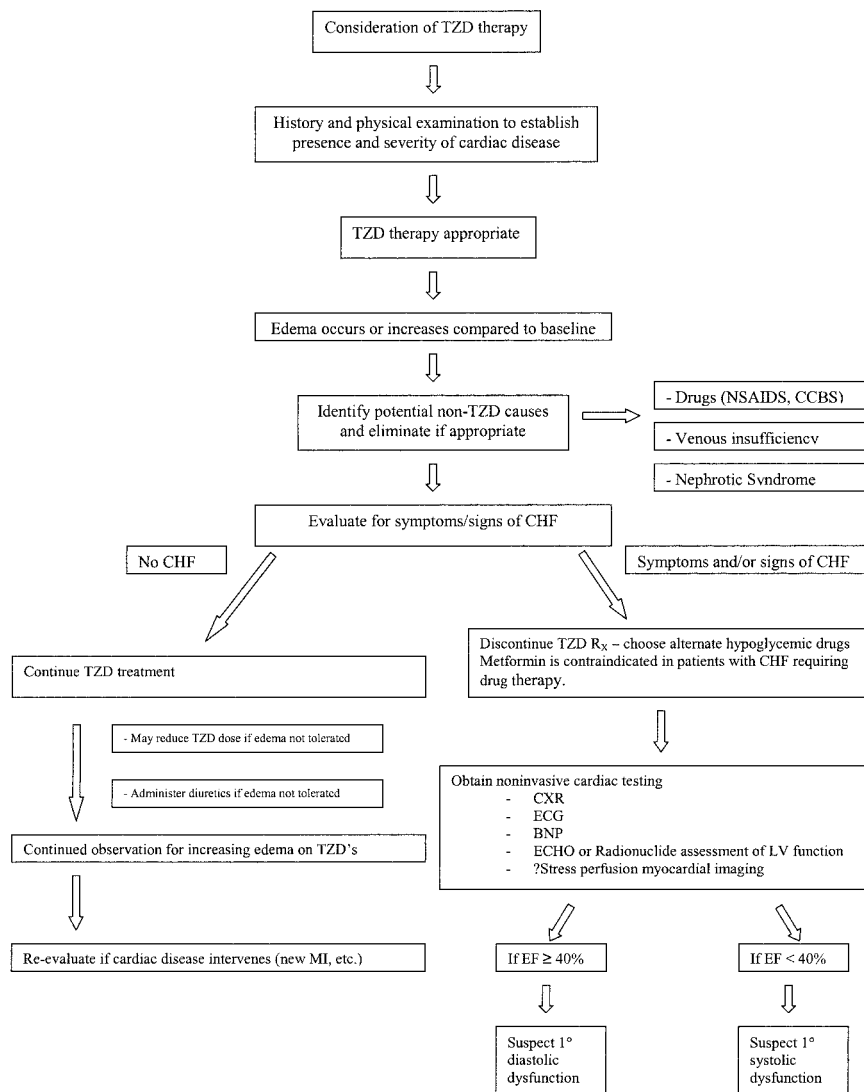 Consideration of TZD therapy
History and physical examination to establish
presence and severity of cardiac disease
TZD therapy appropriate
Edema occurs or increases compared to baseline
Identify potential non-TZD causes
and eliminate if appropriate
- Drugs (NSAIDS, CCBS)
- Venous insufficiency
- Nephrotic Syndrome
Evaluate for symptoms/signs of CHF
No CHF
Symptoms and/or signs of CHF
Continue TZD treatment
- May reduce TZD dose if edema not tolerated
- Administer diuretics if edema not tolerated
Continued observation for increasing edema on TZD's
Re-evaluate if cardiac disease intervenes (new MI, etc.)
Discontinue TZD RX – choose alternate hypoglycemic drugs
Metformin is contraindicated in patients with CHF requiring
drug therapy.
Obtain noninvasive cardiac testing
- CXR
- ECG
- BNP
- ECHO or Radionuclide assessment of LV function
- ?Stress perfusion myocardial imaging
If EF ≥ 40%
If EF < 40%
Suspect 1°
diastolic
dysfunction
Suspect 1°
systolic
dysfunction